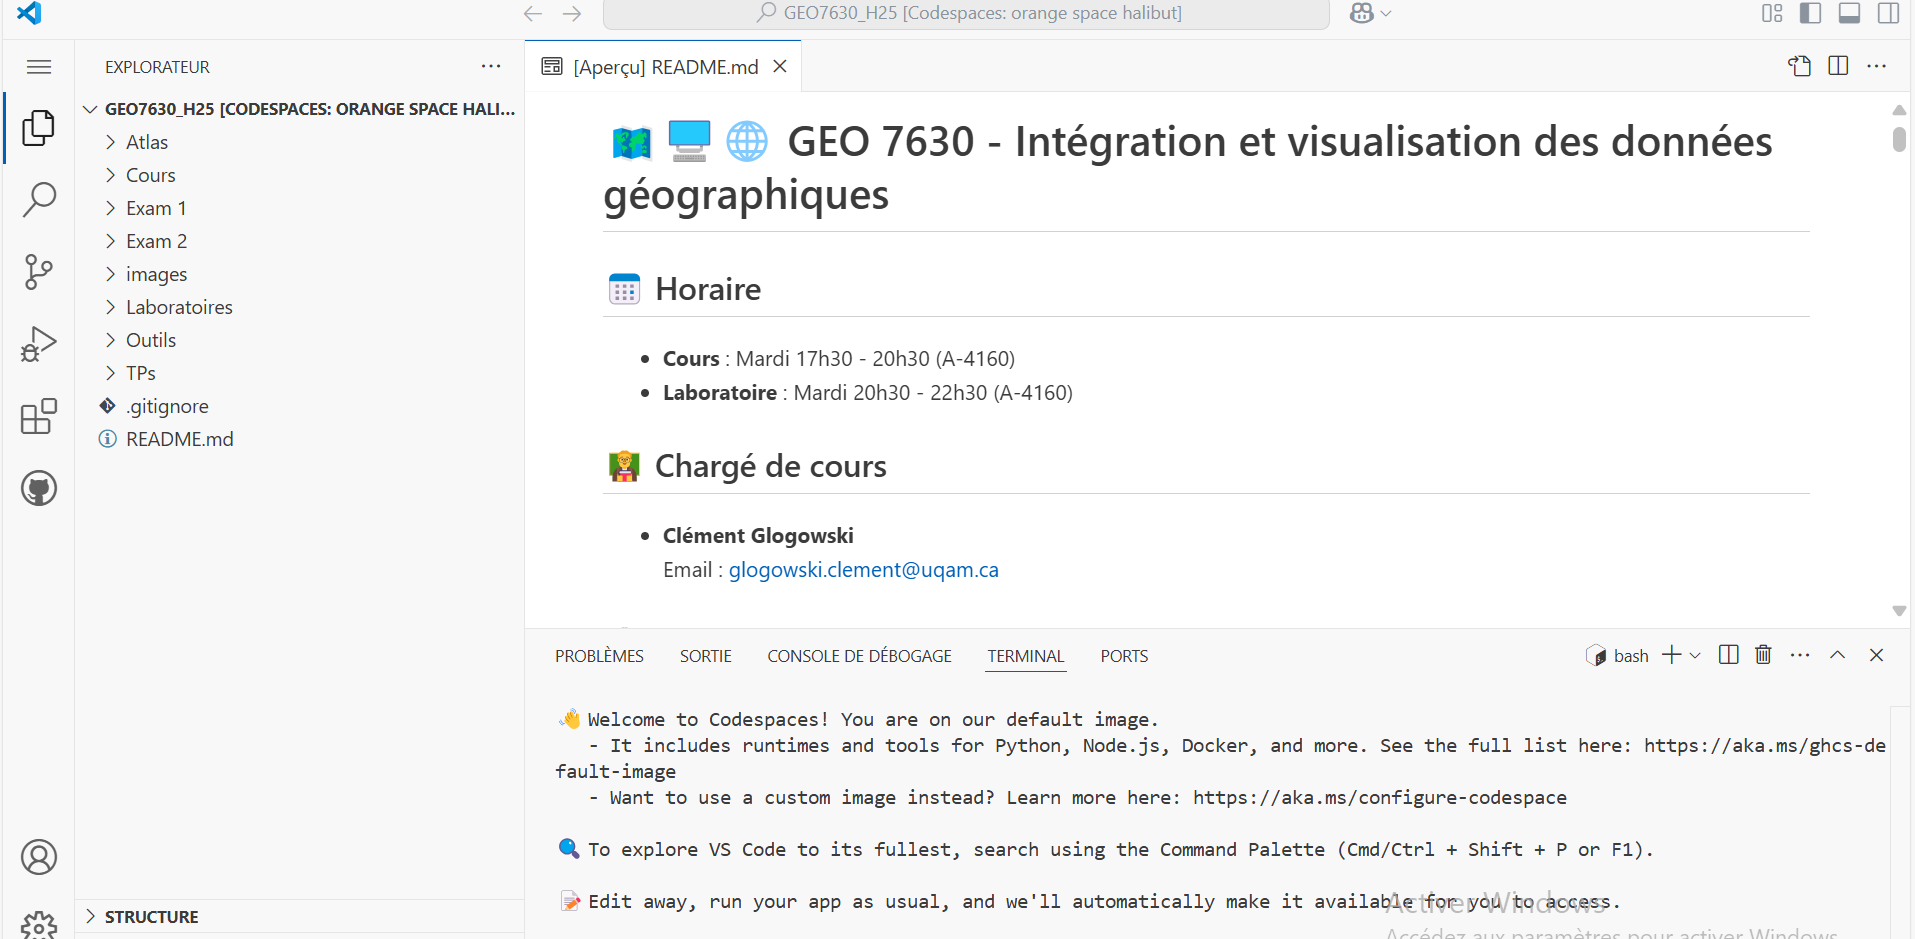 GEO7630_H25 [Codespaces: orange space halibut]
EXPLORATEUR
GEO7630_H25 [CODESPACES: ORANGE SPACE HALI...
Atlas
Cours
Exam 1
Exam 2
images
Laboratoires
Outils
TPs
.gitignore
README.md
STRUCTURE
[Aperçu] README.md
GEO 7630 - Intégration et visualisation des données
géographiques
Horaire
• Cours : Mardi 17h30 - 20h30 (A-4160)
• Laboratoire : Mardi 20h30 - 22h30 (A-4160)
Chargé de cours
• Clément Glogowski
Email : glogowski.clement@uqam.ca
PROBLÈMES SORTIE CONSOLE DE DÉBOGAGE TERMINAL PORTS
bash
👋 Welcome to Codespaces! You are on our default image.
- It includes runtimes and tools for Python, Node.js, Docker, and more. See the full list here: https://aka.ms/ghcs-de
fault-image
- Want to use a custom image instead? Learn more here: https://aka.ms/configure-codespace
🔍 To explore VS Code to its fullest, search using the Command Palette (Cmd/Ctrl + Shift + P or F1).
📝 Edit away, run your app as usual, and we'll automatically make it available for you to access.
Activer Windows
Accédez aux paramètres pour activer Windows